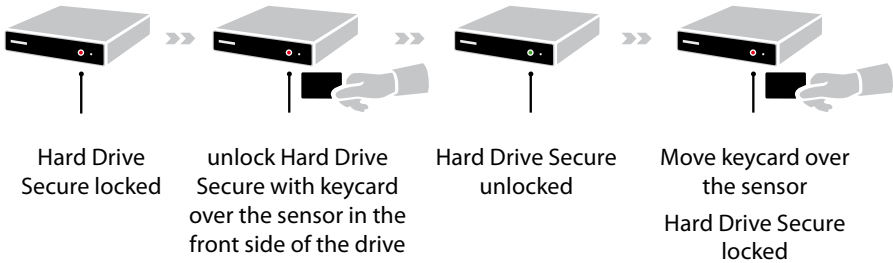 Hard Drive
Secure locked
unlock Hard Drive
Secure with keycard
over the sensor in the
front side of the drive
Hard Drive Secure
unlocked
Move keycard over
the sensor
Hard Drive Secure
locked